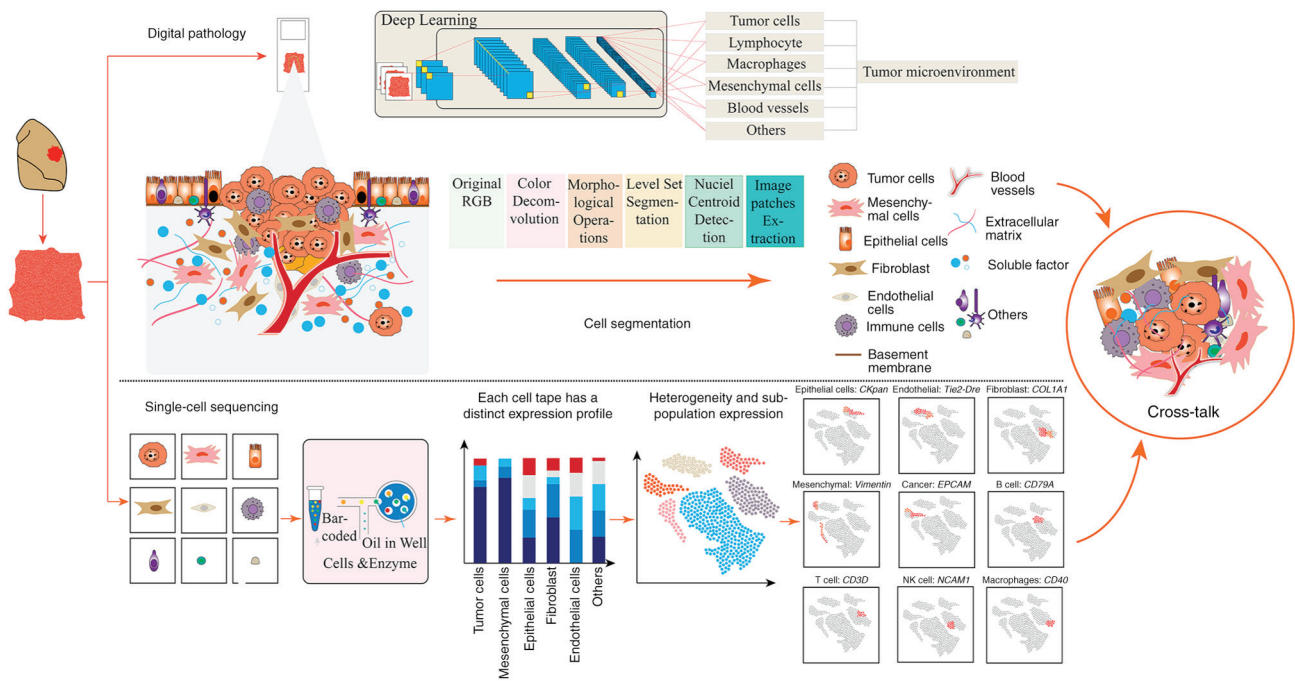 Digital pathology
Deep Learning
Tumor cells
Lymphocyte
Macrophages
Mesenchymal cells
Blood vessels
Others
Tumor microenvironment
Original
RGB
Color
Decom-
volution
Morpho-
logical
Opera-
tions
Level Set
Segmen-
tation
Nuciel
Centroid
Detec-
tion
Image
patches
Ex-
traction
Cell segmentation
Tumor cells
Mesenchy-
mal cells
Epithelial cells
Fibroblast
Endothelial
cells
Immune cells
Basement
membrane
Blood
vessels
Extracellular
matrix
Soluble factor
Others
Cross-talk
Single-cell sequencing
Bar-
coded
Oil in Well
Cells &Enzyme
Each cell tape has a
distinct expression profile
Tumor cells
Mesenchymal cells
Epithelial cells
Fibroblast
Endothelial cells
Others
Heterogeneity and sub-
population expression
Epithelial cells: CKpan
Endothelial: Tie2-Dre
Fibroblast: COL1A1
Mesenchymal: Vimentin
Cancer: EPCAM
B cell: CD79A
T cell: CD3D
NK cell: NCAM1
Macrophages: CD40